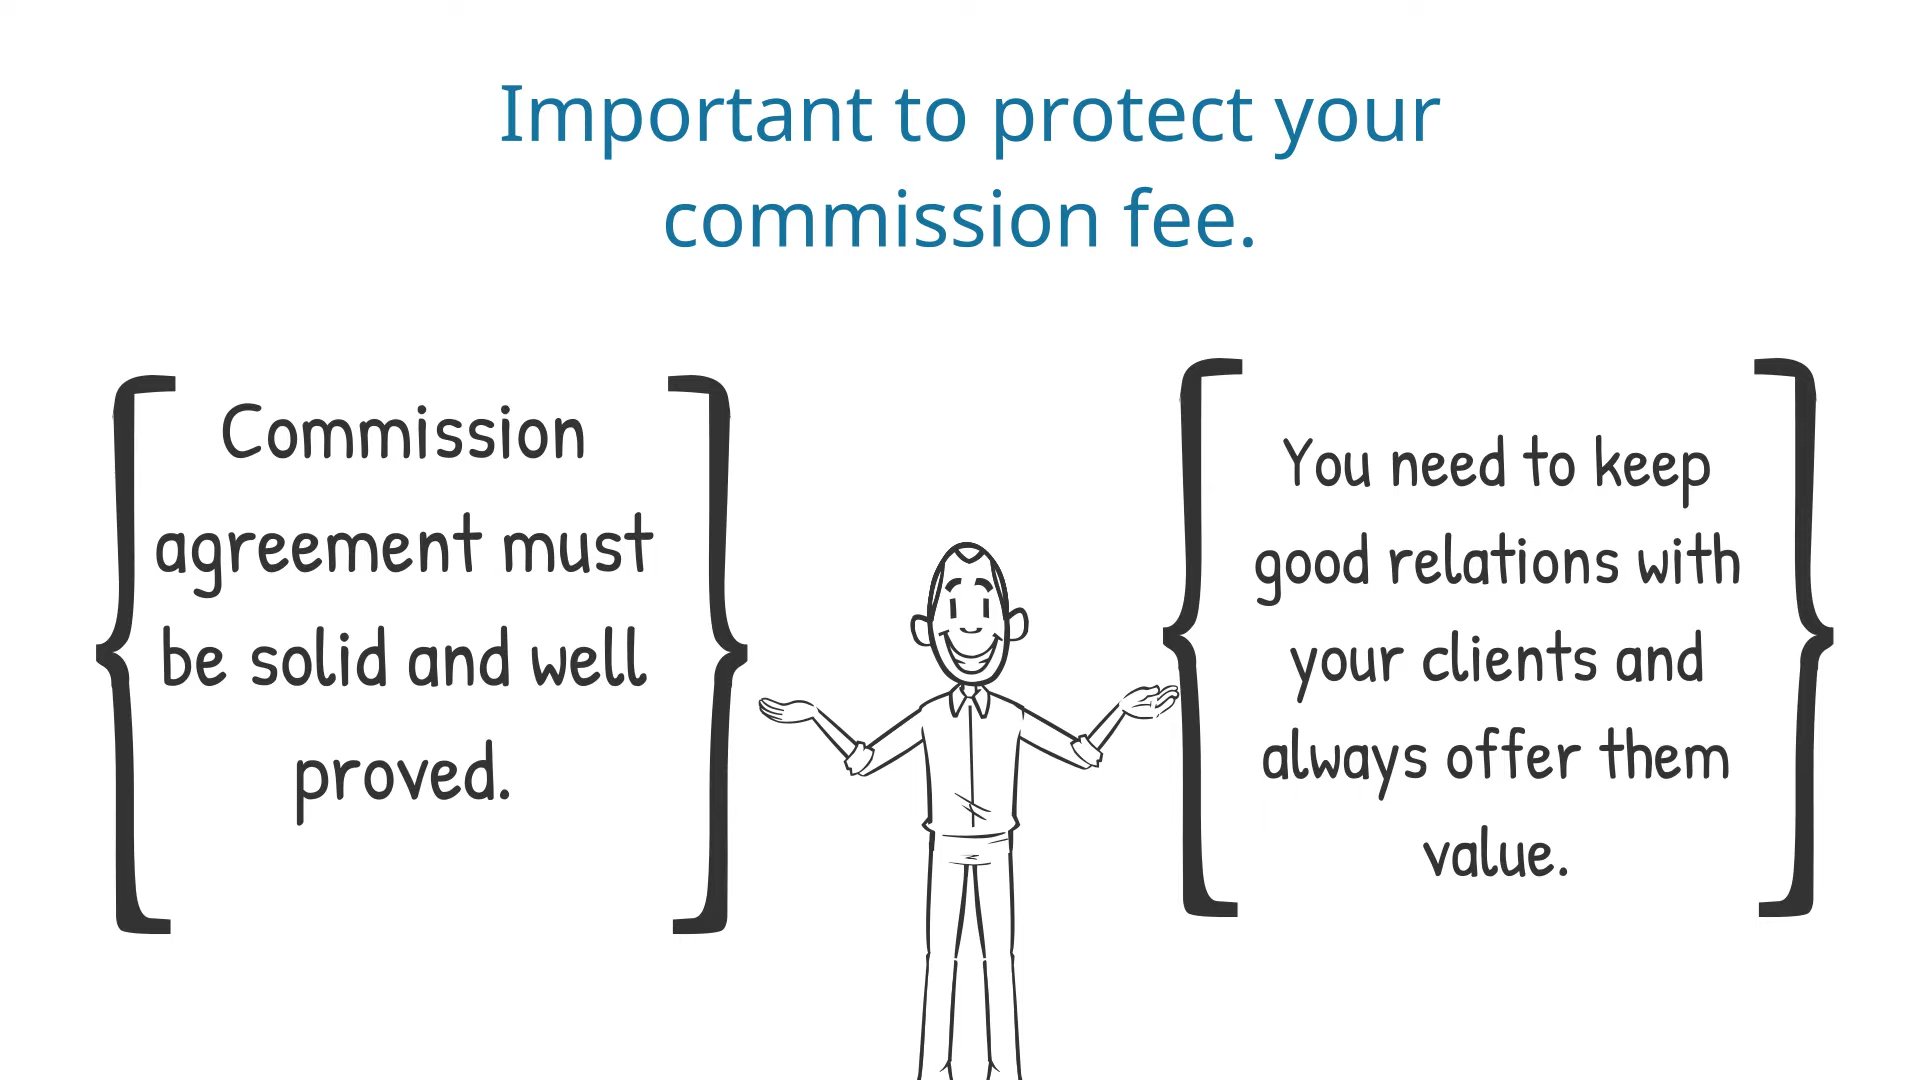 Important to protect your
commission fee.
Commission
agreement must
be solid and well
proved.
You need to keep
good relations with
your clients and
always offer them
value.